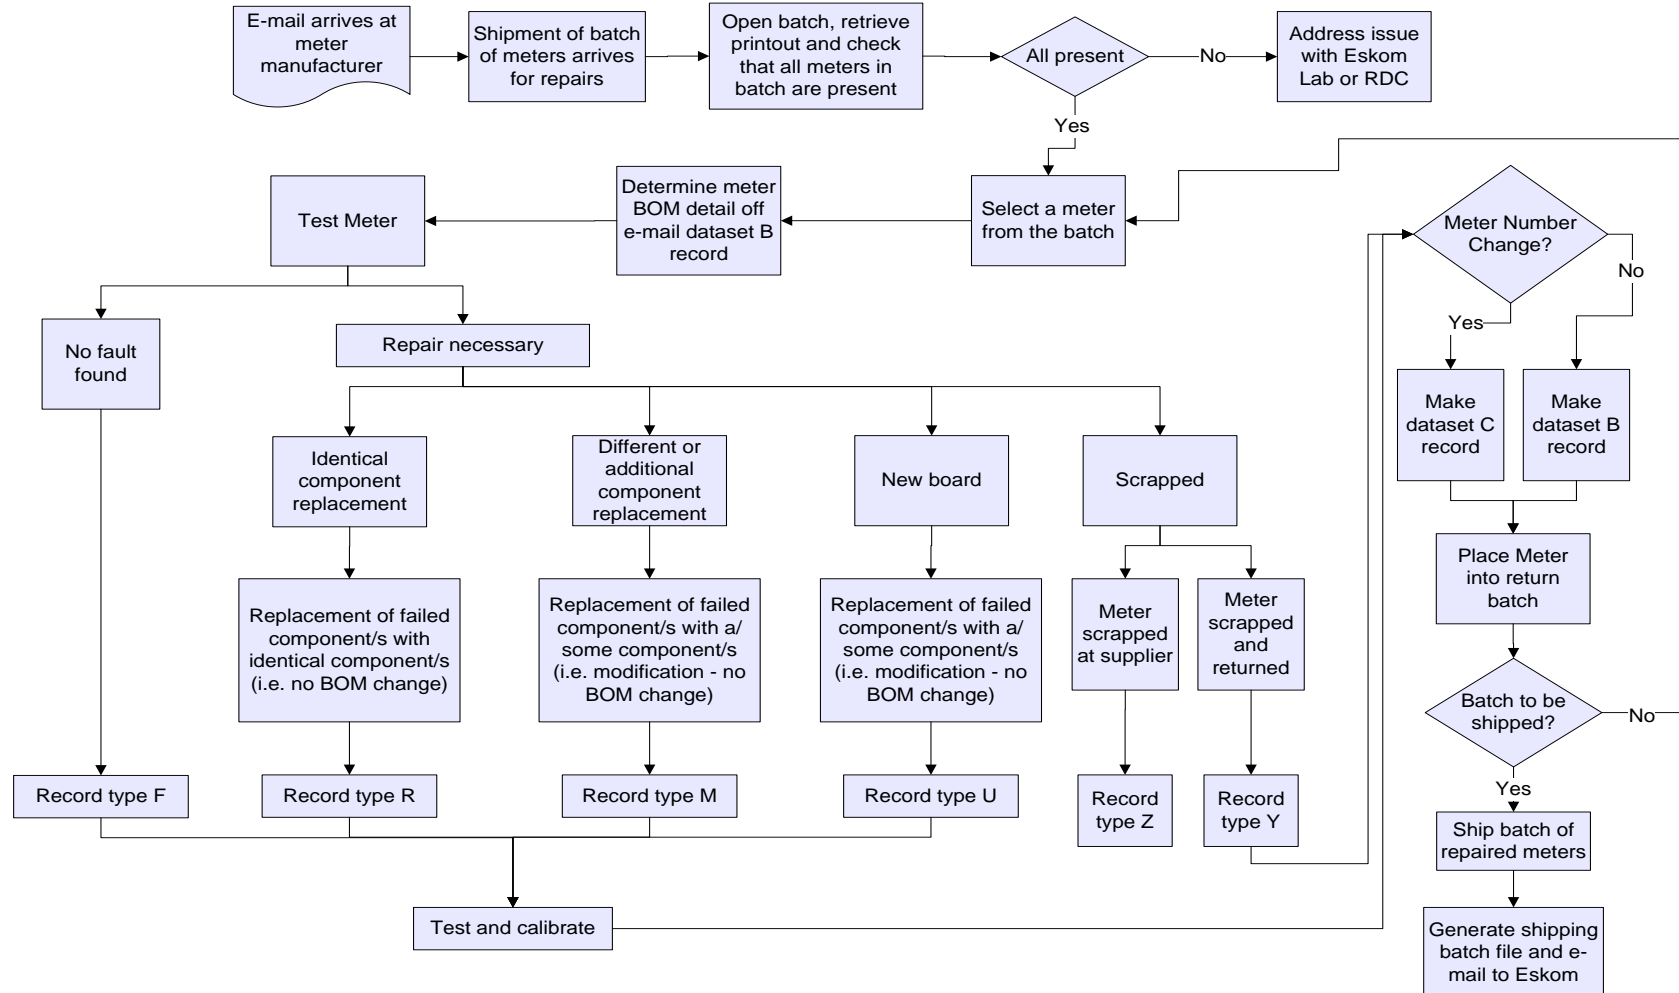 E-mail arrives at
meter
manufacturer
Shipment of batch
of meters arrives
for repairs
Open batch, retrieve
printout and check
that all meters in
batch are present
All present
No
Address issue
with Eskom
Lab or RDC
Yes
Test Meter
Determine meter
BOM detail off
e-mail dataset B
record
Select a meter
from the batch
Meter Number
Change?
No
Yes
No fault
found
Repair necessary
Make
dataset C
record
Make
dataset B
record
Identical
component
replacement
Different or
additional
component
replacement
New board
Scrapped
Place Meter
into return
batch
Replacement of failed
component/s with
identical component/s
(i.e. no BOM change)
Replacement of failed
component/s with a/
some component/s
(i.e. modification - no
BOM change)
Replacement of failed
component/s with a/
some component/s
(i.e. modification - no
BOM change)
Meter
scrapped
at supplier
Meter
scrapped
and
returned
Batch to be
shipped?
No
Yes
Record type F
Record type R
Record type M
Record type U
Record
type Z
Record
type Y
Ship batch of
repaired meters
Test and calibrate
Generate shipping
batch file and e-
mail to Eskom